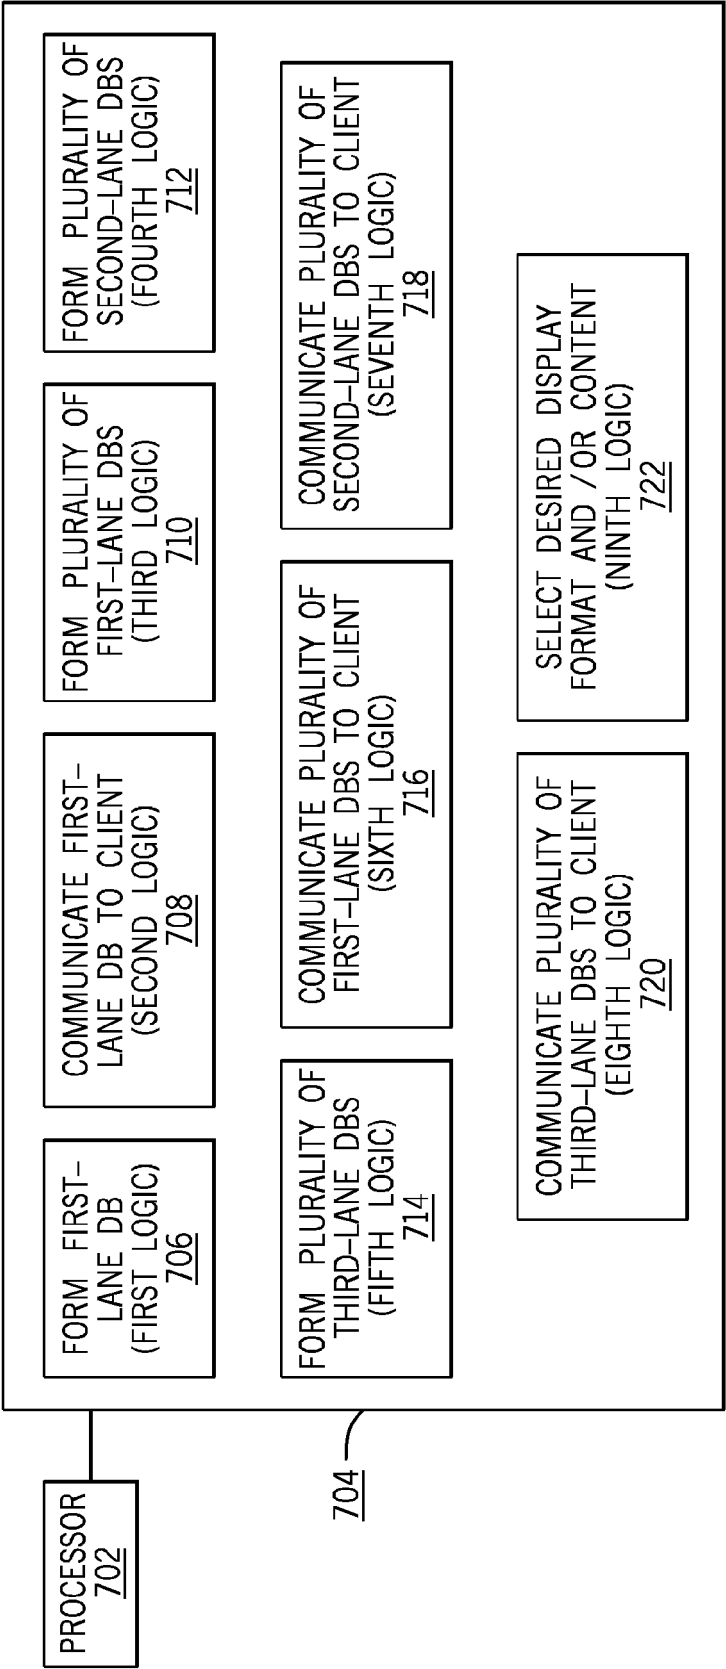 PROCESSOR
702
704
FORM FIRST–
LANE DB
(FIRST LOGIC)
706
COMMUNICATE FIRST–
LANE DB TO CLIENT
(SECOND LOGIC)
708
FORM PLURALITY OF
FIRST–LANE DBS
(THIRD LOGIC)
710
FORM PLURALITY OF
SECOND–LANE DBS
(FOURTH LOGIC)
712
FORM PLURALITY OF
THIRD–LANE DBS
(FIFTH LOGIC)
714
COMMUNICATE PLURALITY OF
FIRST–LANE DBS TO CLIENT
(SIXTH LOGIC)
716
COMMUNICATE PLURALITY OF
SECOND–LANE DBS TO CLIENT
(SEVENTH LOGIC)
718
COMMUNICATE PLURALITY OF
THIRD–LANE DBS TO CLIENT
(EIGHTH LOGIC)
720
SELECT DESIRED DISPLAY
FORMAT AND /OR CONTENT
(NINTH LOGIC)
722